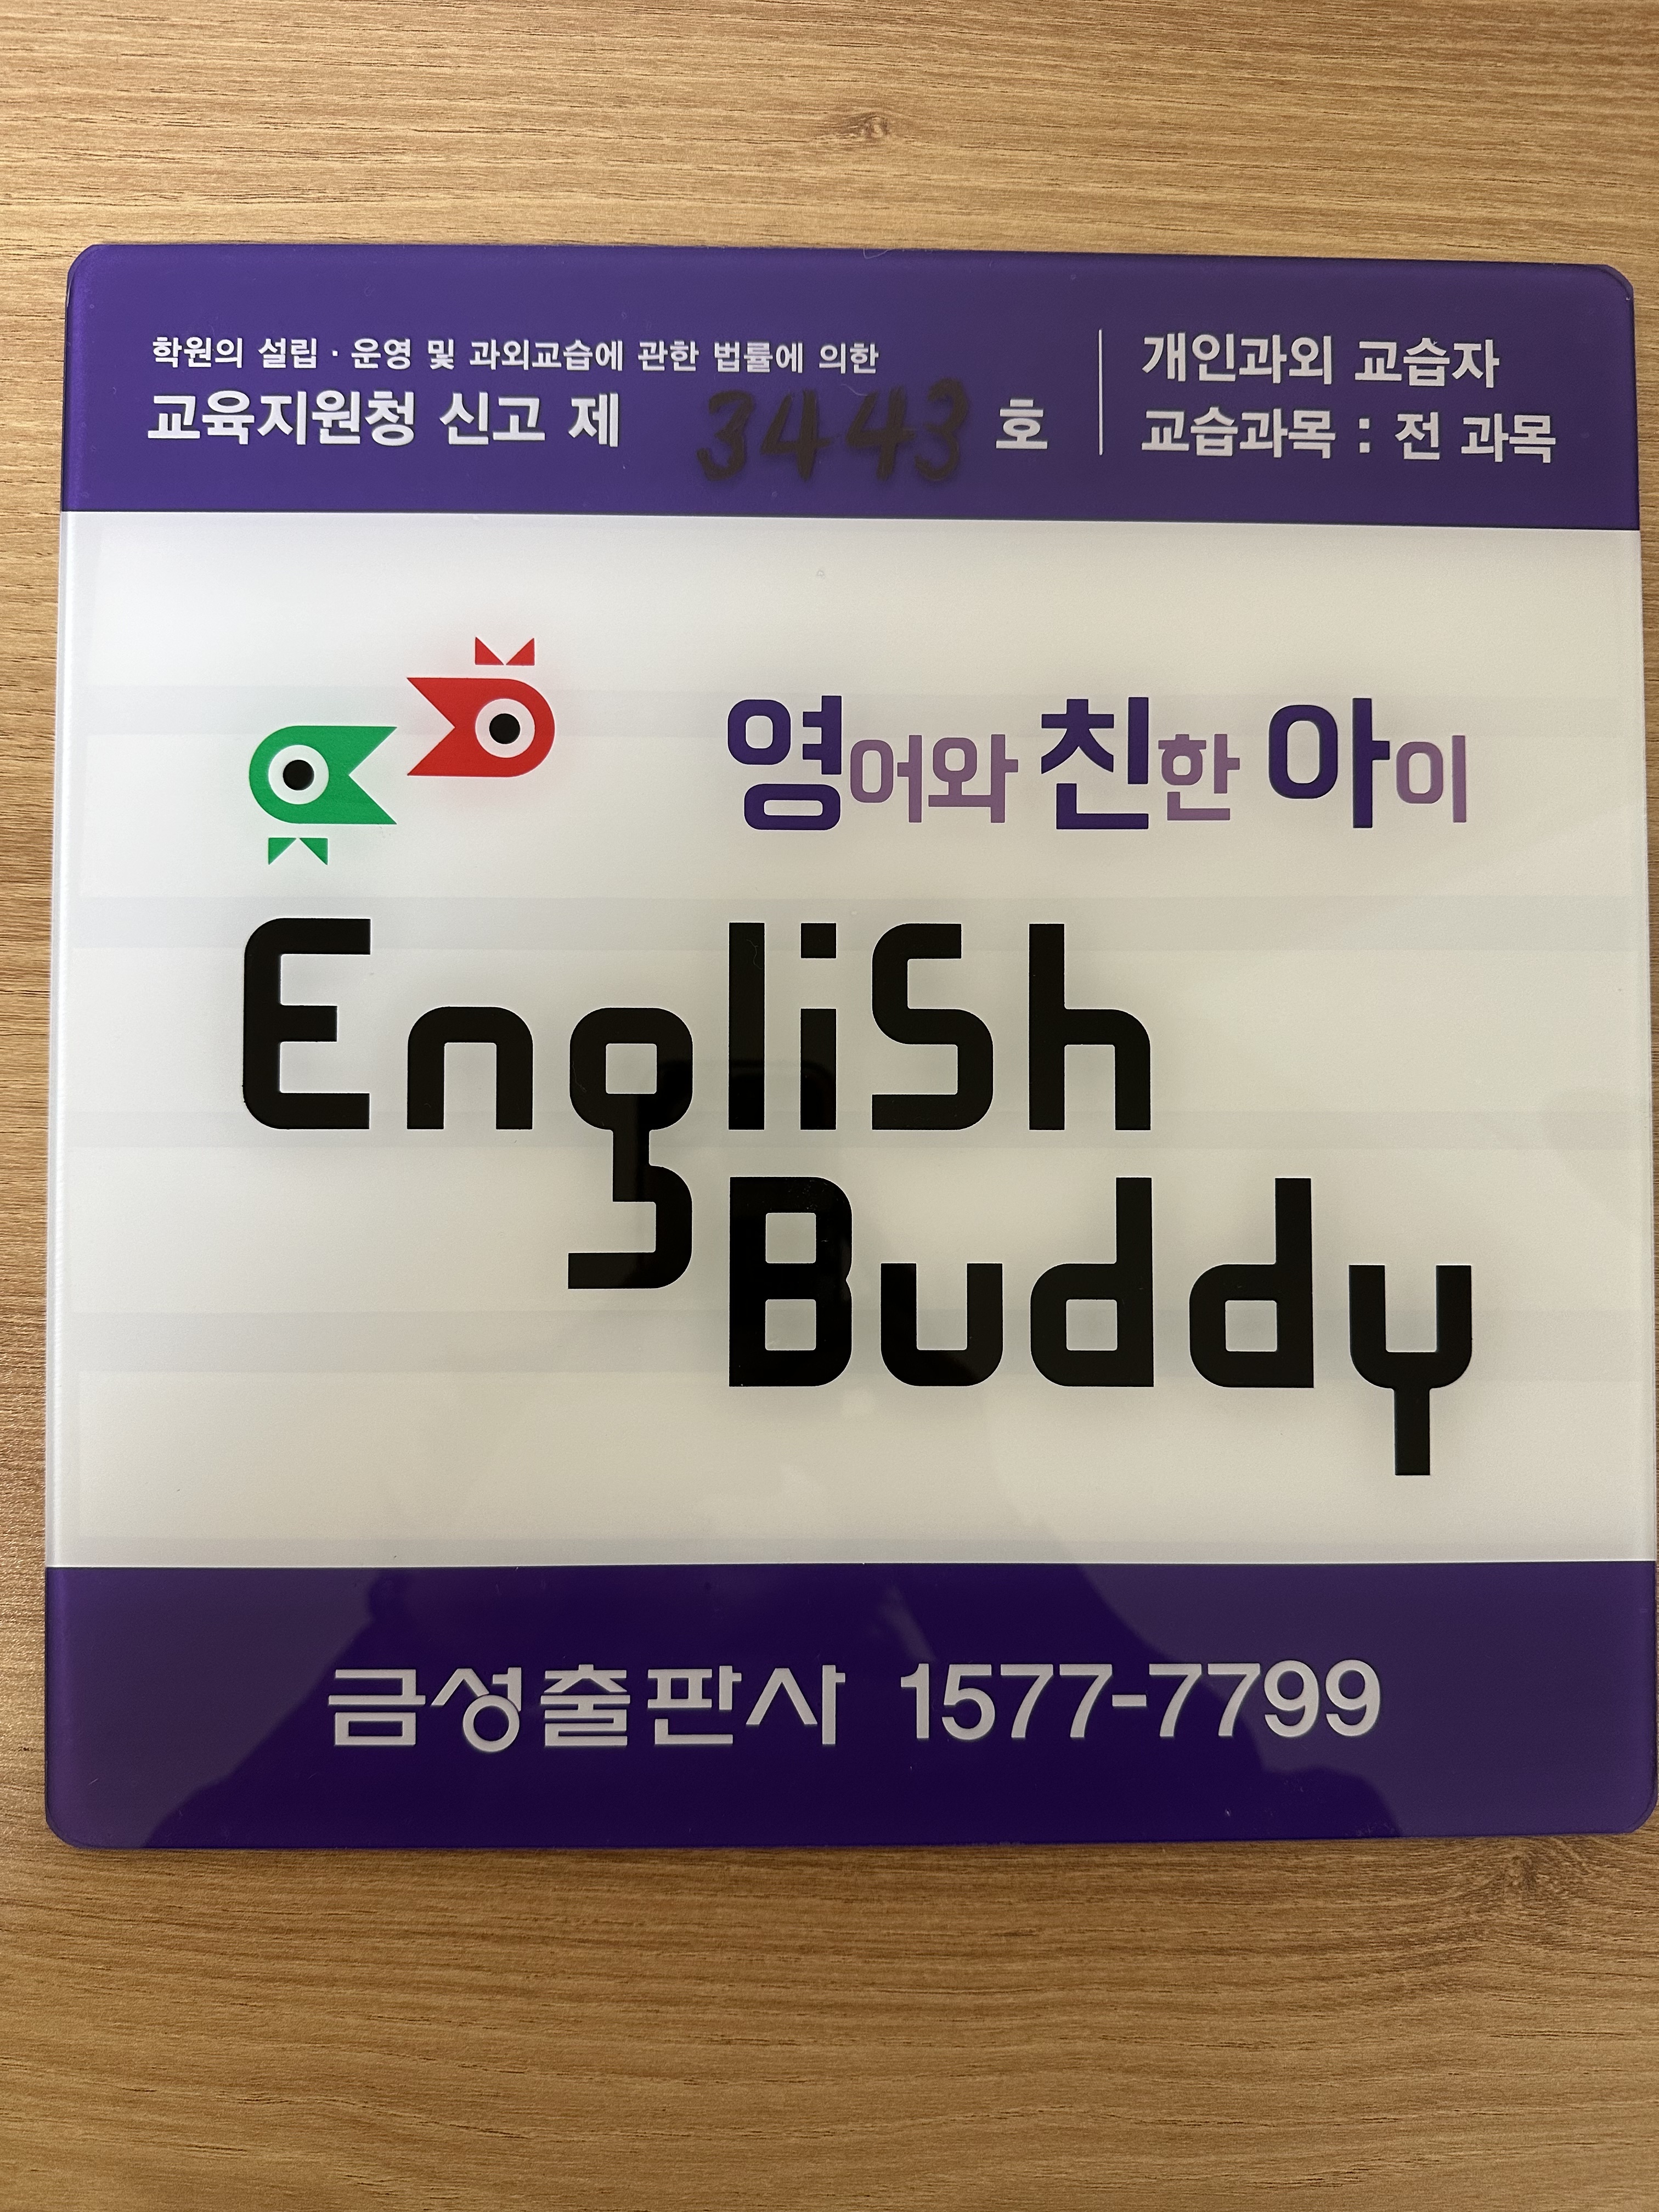 학원의 설립 · 운영 및 과외교습에 관한 법률에 의한
교육지원청 신고 제 3443 호
개인과외 교습자
교습과목 : 전 과목
영어와 친한 아이
EngliSh
Buddy
금성출판사 1577-7799